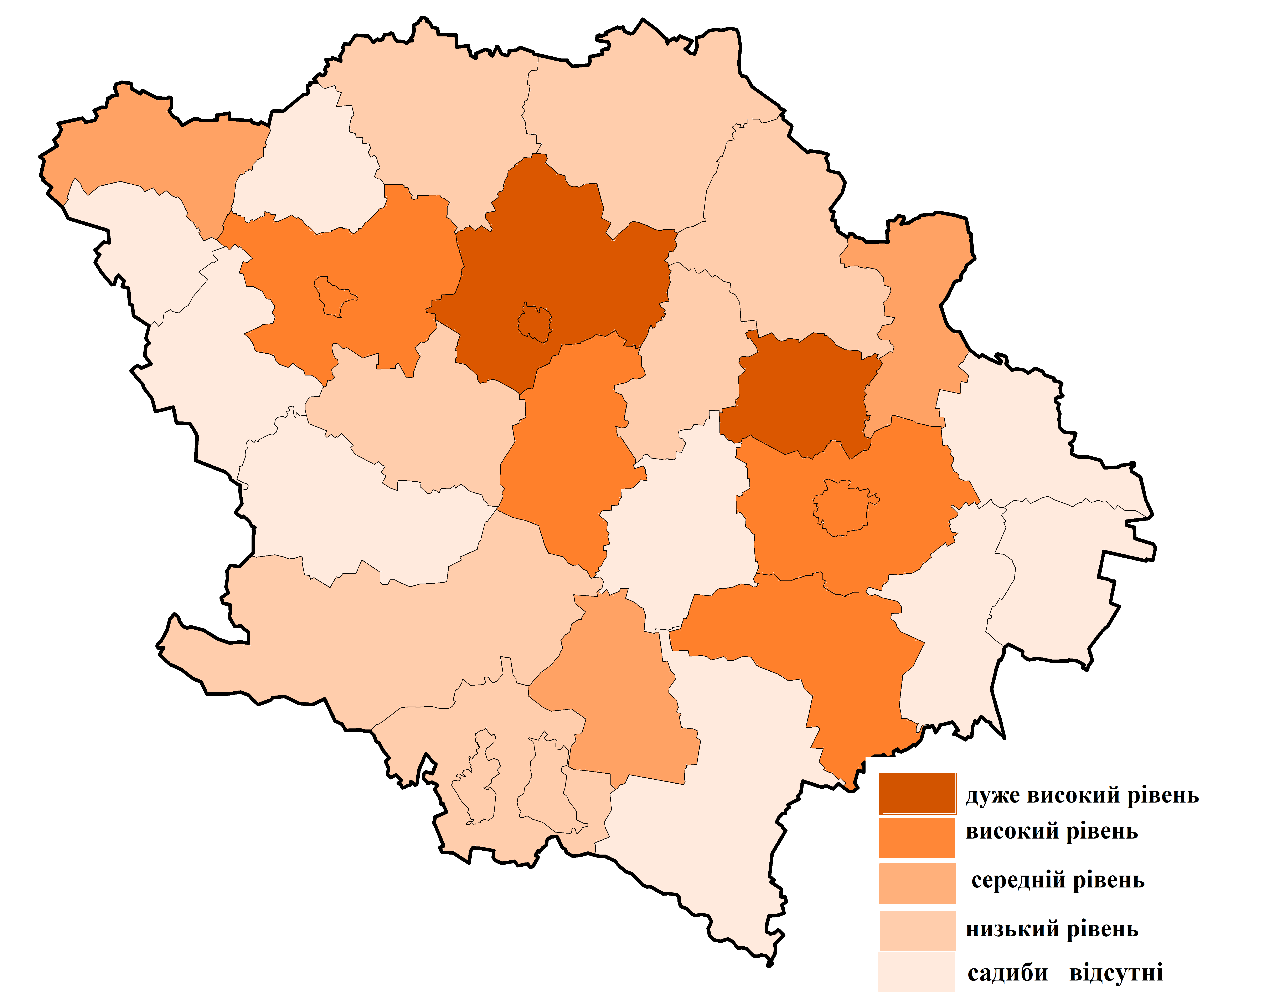 дуже високий рівень
високий рівень
середній рівень
низький рівень
садиби відсутні